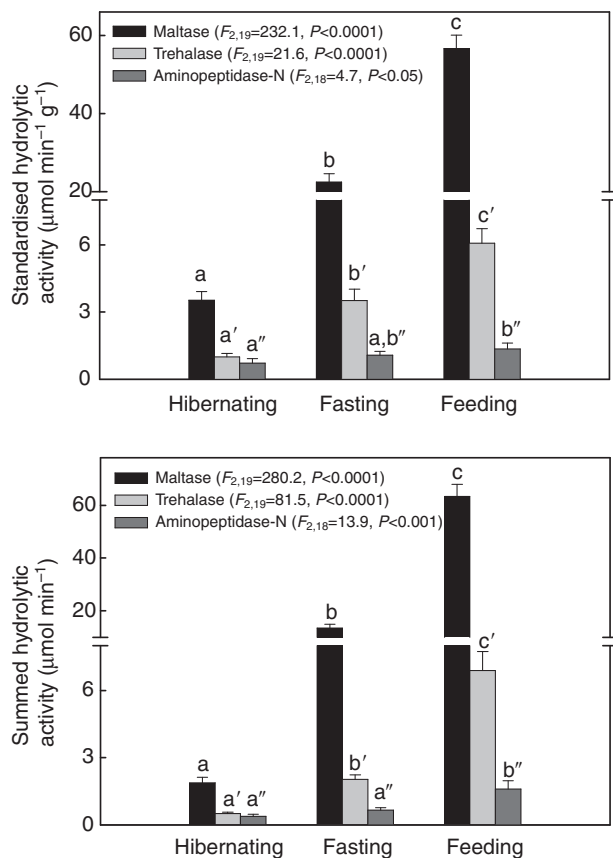 Maltase (F2,19=232.1, P<0.0001)
Trehalase (F2,19=21.6, P<0.0001)
Aminopeptidase-N (F2,18=4.7, P<0.05)
Standardised hydrolytic
activity (μmol min−1 g−1)
60
40
20
6
3
0
a
a′
a″
b
b′
a,b″
c
c′
b″
Hibernating
Fasting
Feeding
Maltase (F2,19=280.2, P<0.0001)
Trehalase (F2,19=81.5, P<0.0001)
Aminopeptidase-N (F2,18=13.9, P<0.001)
Summed hydrolytic
activity (μmol min−1)
60
40
20
6
3
0
a
a′
a″
b
b′
a″
c
c′
b″
Hibernating
Fasting
Feeding